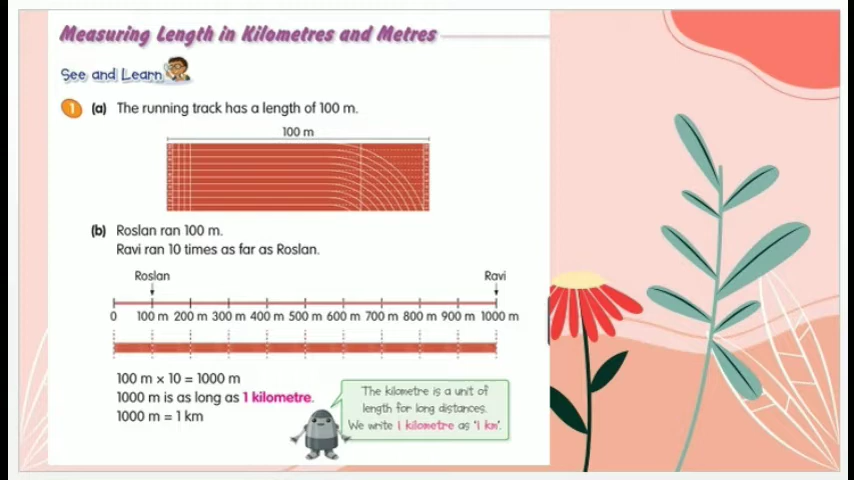 Measuring Length in Kilometres and Metres
See and Learn
1 (a) The running track has a length of 100 m.
100 m
(b) Roslan ran 100 m.
Ravi ran 10 times as far as Roslan.
Roslan Ravi
0 100 m 200 m 300 m 400 m 500 m 600 m 700 m 800 m 900 m 1000 m
100 m × 10 = 1000 m
1000 m is as long as 1 kilometre.
1000 m = 1 km
The kilometre is a unit of
length for long distances.
We write 1 kilometre as '1 km'.